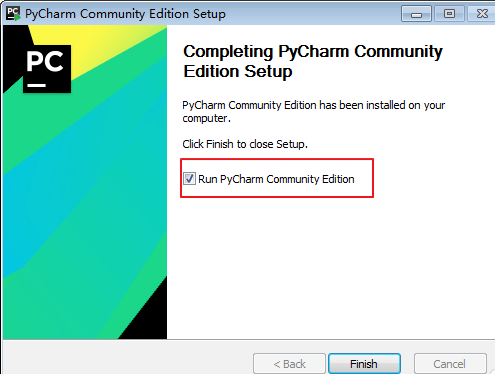 PyCharm Community Edition Setup
PC
Completing PyCharm Community
Edition Setup
PyCharm Community Edition has been installed on your
computer.
Click Finish to close Setup.
Run PyCharm Community Edition
< Back
Finish
Cancel